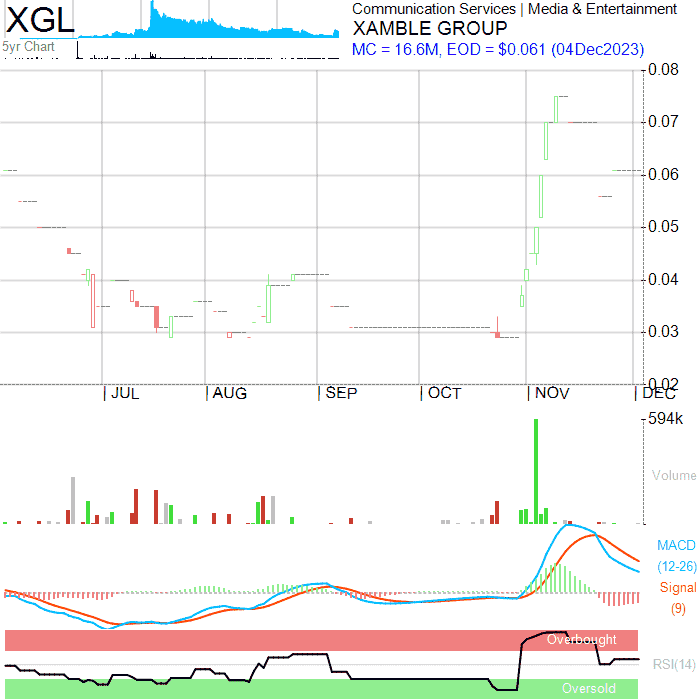 XGL
5yr Chart
Communication Services | Media & Entertainment
XAMBLE GROUP
MC = 16.6M, EOD = $0.061 (04Dec2023)
0.08
0.07
0.06
0.05
0.04
0.03
0.02
JUL AUG SEP OCT NOV DEC
594k
Volume
MACD
(12-26)
Signal
(9)
Overbought
RSI(14)
Oversold